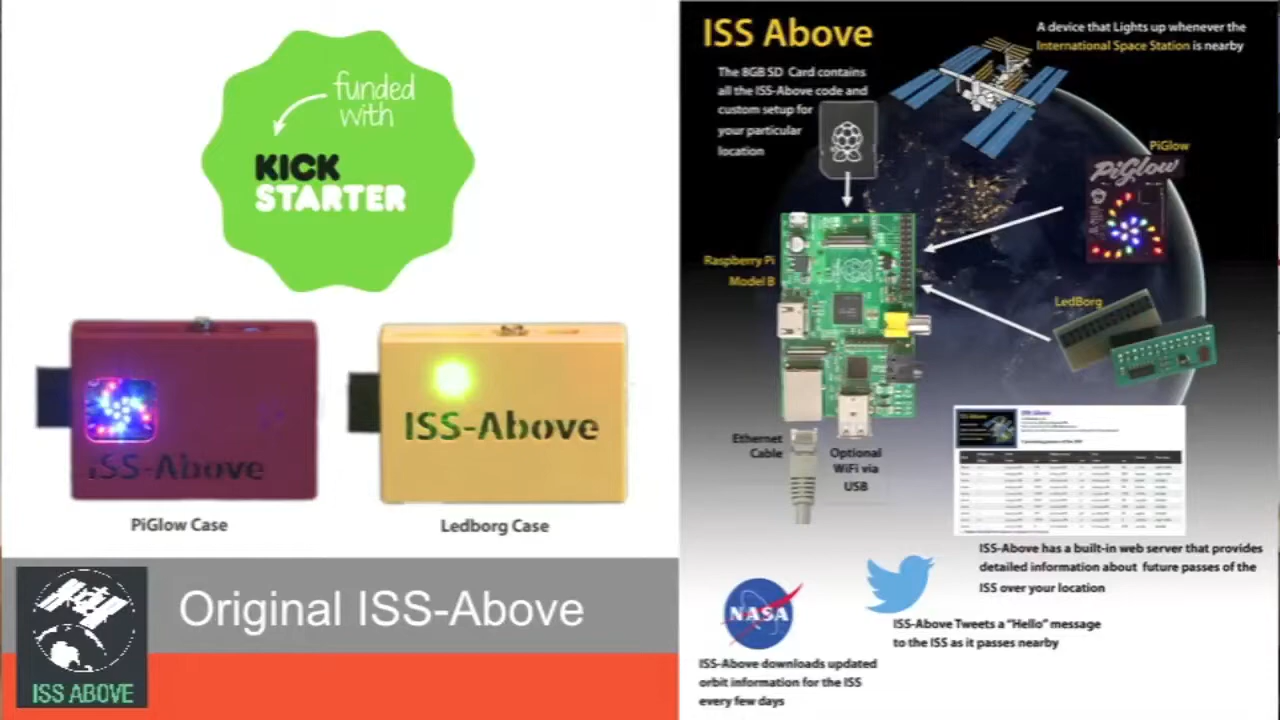 funded
with
KICK
STARTER
ISS-Above
ISS-Above
PiGlow Case
Ledborg Case
Original ISS-Above
ISS ABOVE
ISS Above
A device that Lights up whenever the
International Space Station is nearby
The 8GB SD Card contains
all the ISS-Above code and
custom setup for
your particular
location
PiGlow
PiGlow
Raspberry Pi
Model B
LedBorg
Ethernet
Cable
Optional
WiFi via
USB
ISS-Above has a built-in web server that provides
detailed information about future passes of the
ISS over your location
NASA
ISS-Above Tweets a “Hello” message
to the ISS as it passes nearby
ISS-Above downloads updated
orbit information for the ISS
every few days